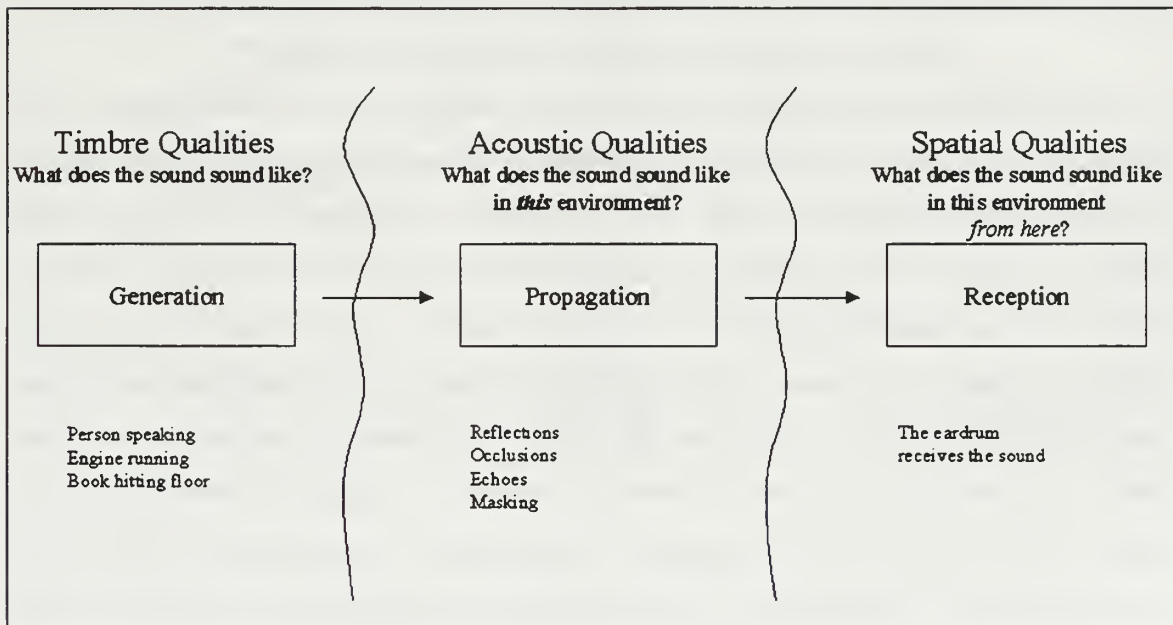 Timbre Qualities
What does the sound sound like?
Generation
Person speaking
Engine running
Book hitting floor
Acoustic Qualities
What does the sound sound like
in this environment?
Propagation
Reflections
Occlusions
Echoes
Masking
Spatial Qualities
What does the sound sound like
in this environment
from here?
Reception
The eardrum
receives the sound